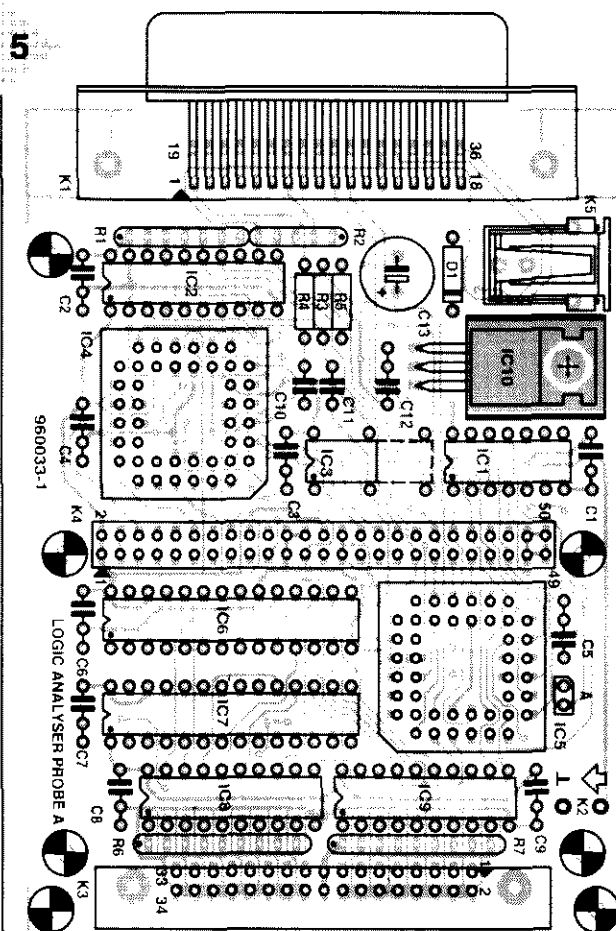 5
36
18
19
1
K1
K5
R1
R2
D1
C2
IC2
R4
R3
R5
C13
IC4
IC10
C10
C11
C12
960033-1
C4
IC3
IC1
C3
C1
K4
2
50
1
49
IC6
C6
C5
A
IC5
LOGIC ANALYSER PROBE A
C7
IC7
K2
C8
IC8
IC9
C9
R6
R7
K3
33
34
1
2